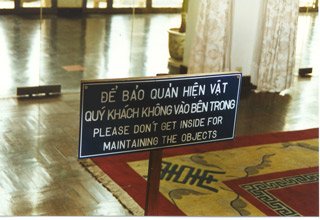 ĐỂ BẢO QUẢN HIỆN VẬT
QUÝ KHÁCH KHÔNG VÀO BÊN TRONG
PLEASE DON'T GET INSIDE FOR
MAINTAINING THE OBJECTS